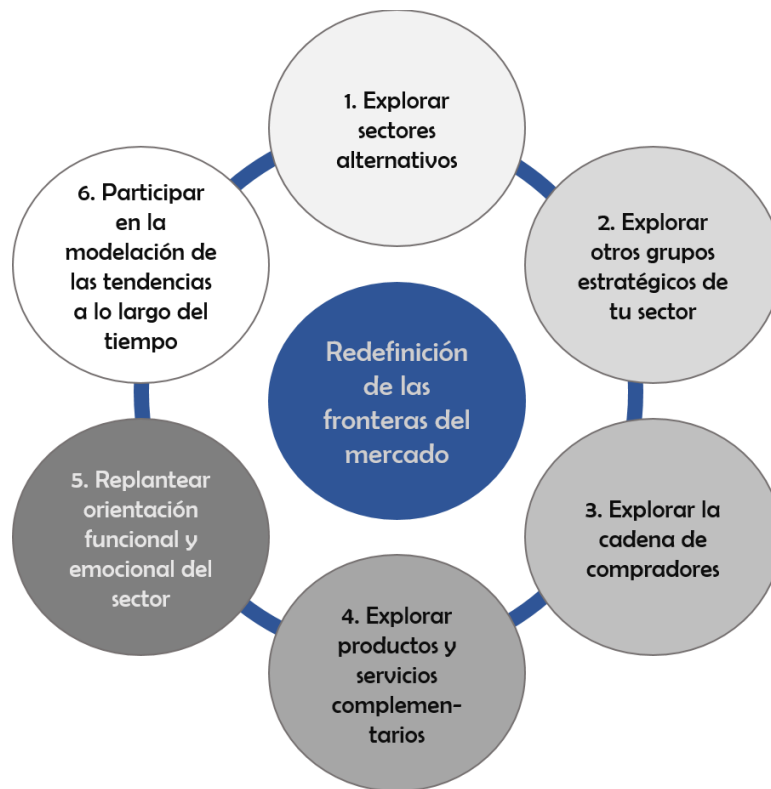 1. Explorar
sectores
alternativos
2. Explorar
otros grupos
estratégicos de
tu sector
3. Explorar la
cadena de
compradores
4. Explorar
productos y
servicios
complemen-
tarios
5. Replantear
orientación
funcional y
emocional del
sector
6. Participar
en la
modelación de
las tendencias
a lo largo del
tiempo
Redefinición
de las
fronteras del
mercado